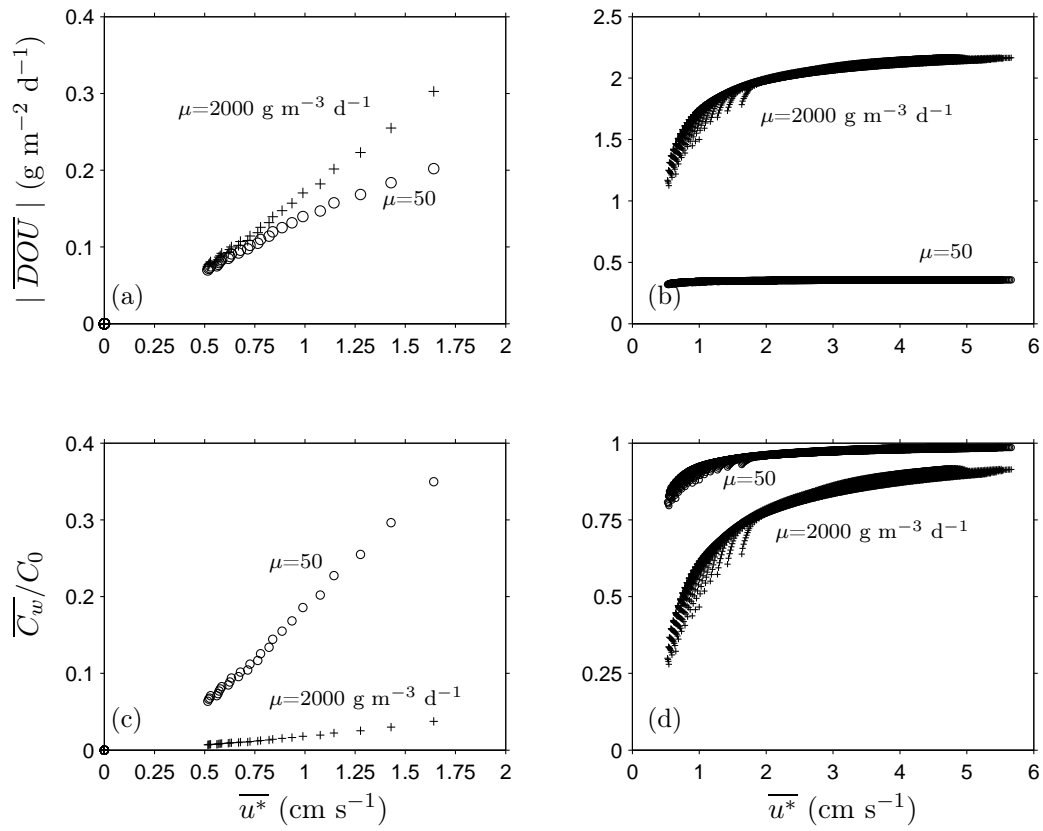 |DOU| (g m−2 d−1)
0.4
0.3
0.2
0.1
0
μ=2000 g m−3 d−1
μ=50
(a)
0 0.25 0.5 0.75 1 1.25 1.5 1.75 2
2.5
2
1.5
1
0.5
0
μ=2000 g m−3 d−1
μ=50
(b)
0 1 2 3 4 5 6
Cw/C0
0.4
0.3
0.2
0.1
0
μ=50
μ=2000 g m−3 d−1
(c)
0 0.25 0.5 0.75 1 1.25 1.5 1.75 2
u* (cm s−1)
1
0.75
0.5
0.25
0
μ=50
μ=2000 g m−3 d−1
(d)
0 1 2 3 4 5 6
u* (cm s−1)